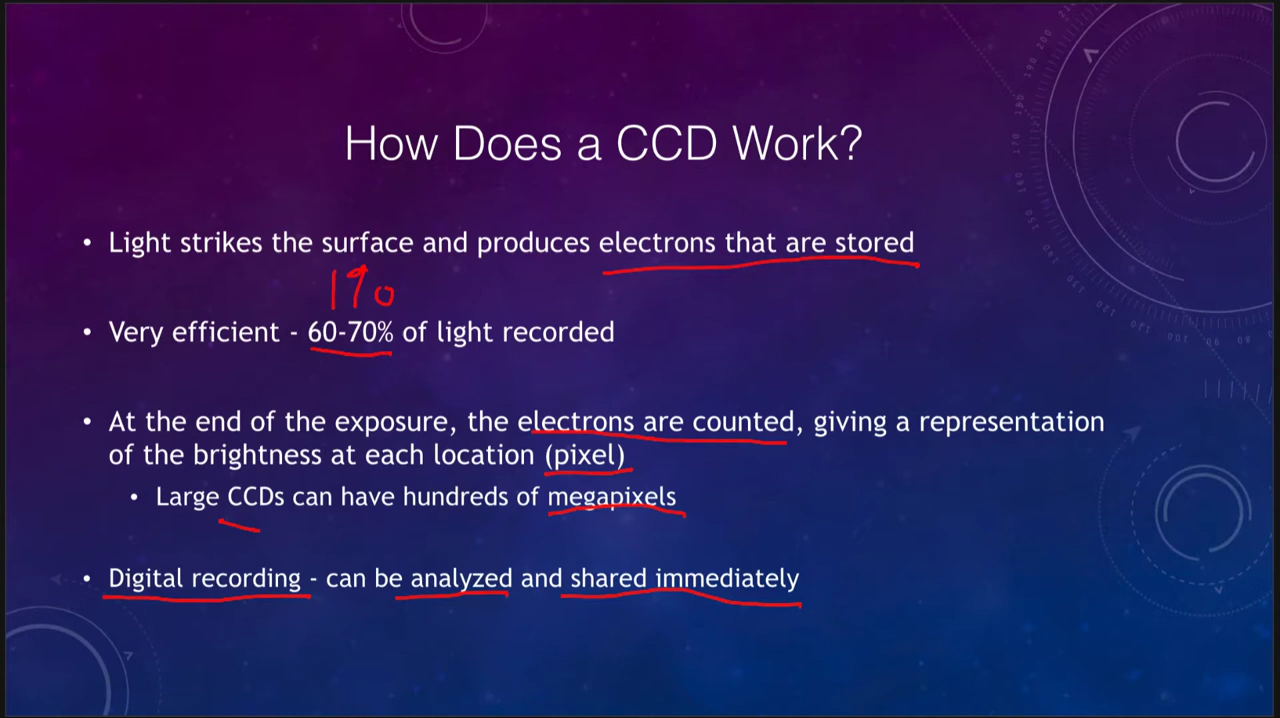 How Does a CCD Work?
• Light strikes the surface and produces electrons that are stored
1%
• Very efficient - 60-70% of light recorded
• At the end of the exposure, the electrons are counted, giving a representation
of the brightness at each location (pixel)
• Large CCDs can have hundreds of megapixels
• Digital recording - can be analyzed and shared immediately